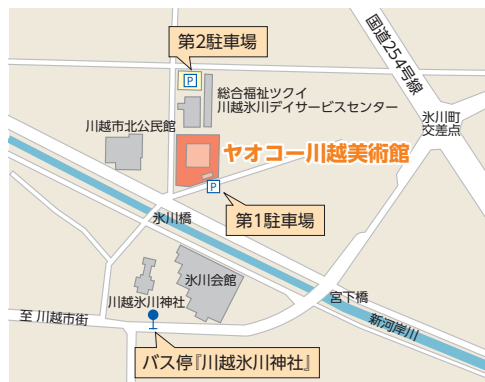 第2駐車場
国道254号線
P
総合福祉ツクイ
川越氷川デイサービスセンター
氷川町
交差点
川越市北公民館
ヤオコー川越美術館
P
第1駐車場
氷川橋
氷川会館
川越氷川神社
宮下橋
新河岸川
至 川越市街
バス停『川越氷川神社』